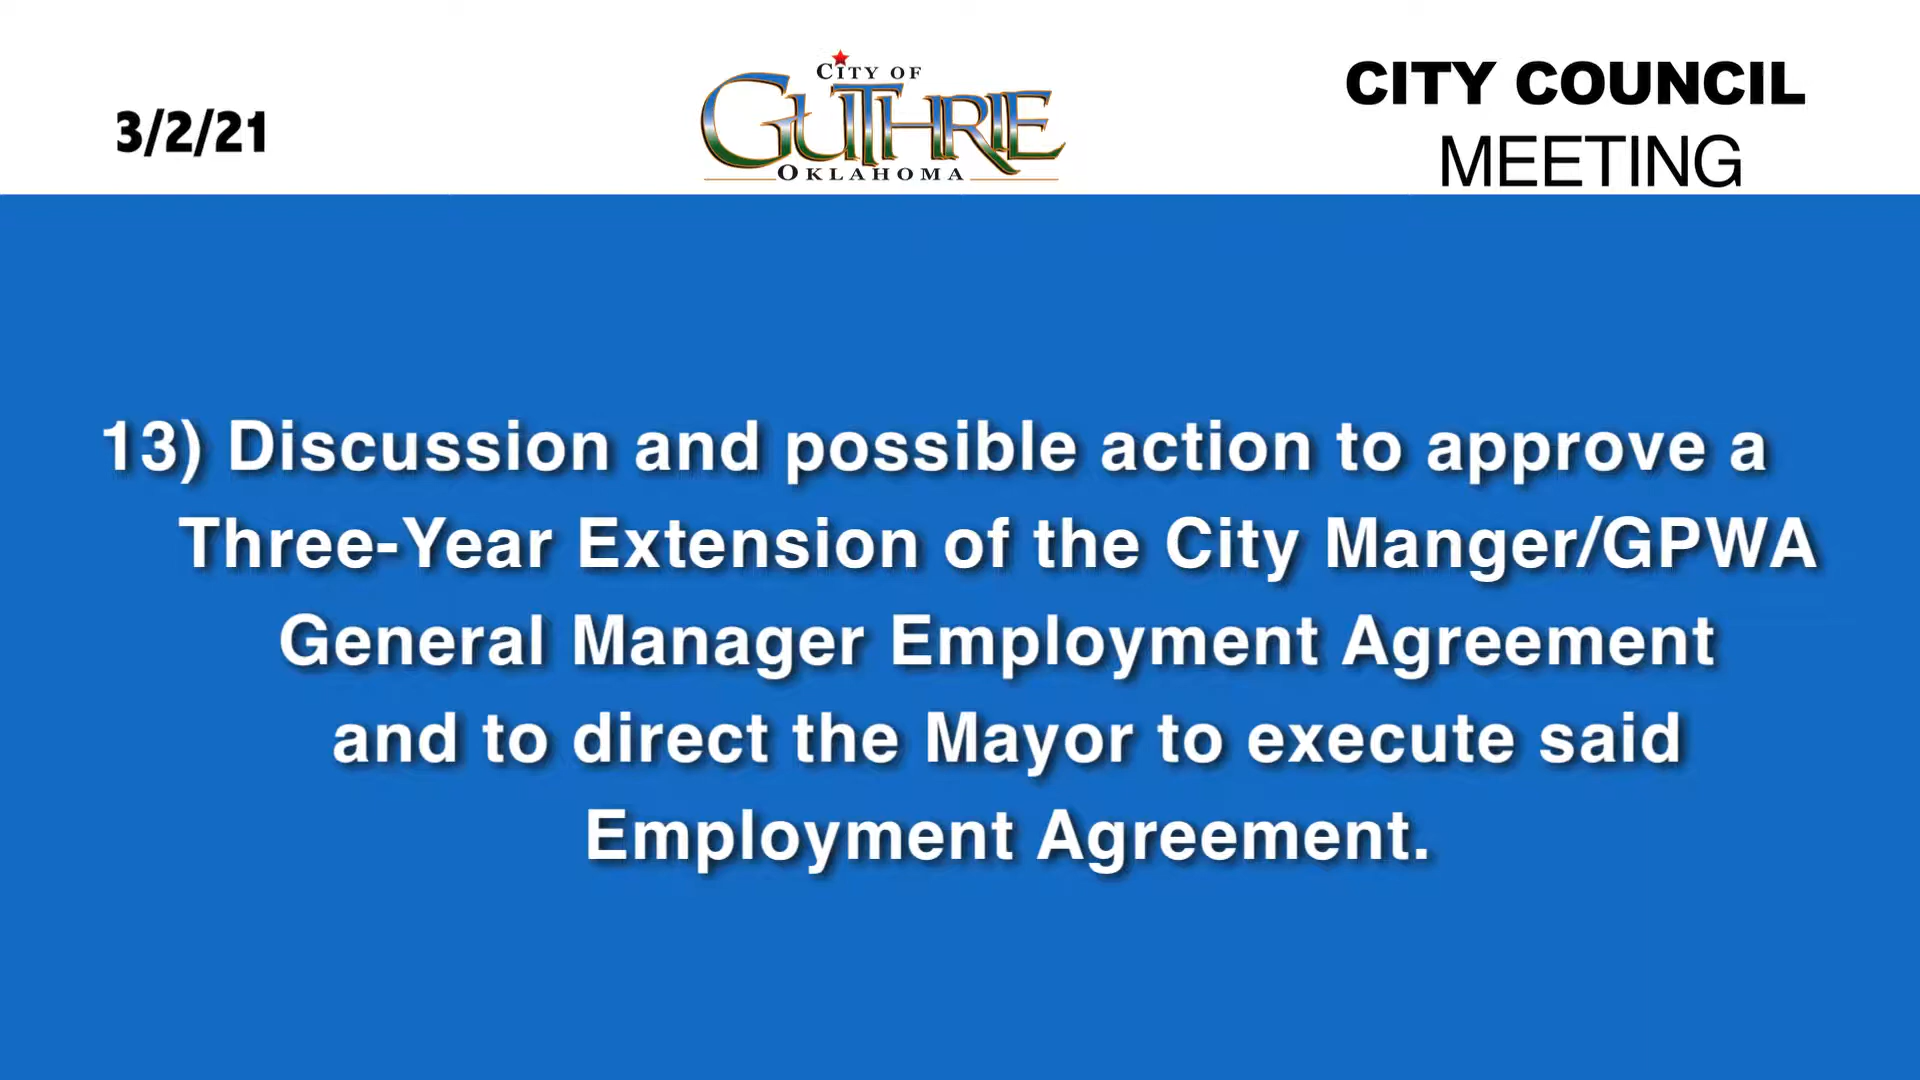 3/2/21
CITY OF
GUTHRIE
OKLAHOMA
CITY COUNCIL
MEETING
13) Discussion and possible action to approve a
Three-Year Extension of the City Manger/GPWA
General Manager Employment Agreement
and to direct the Mayor to execute said
Employment Agreement.